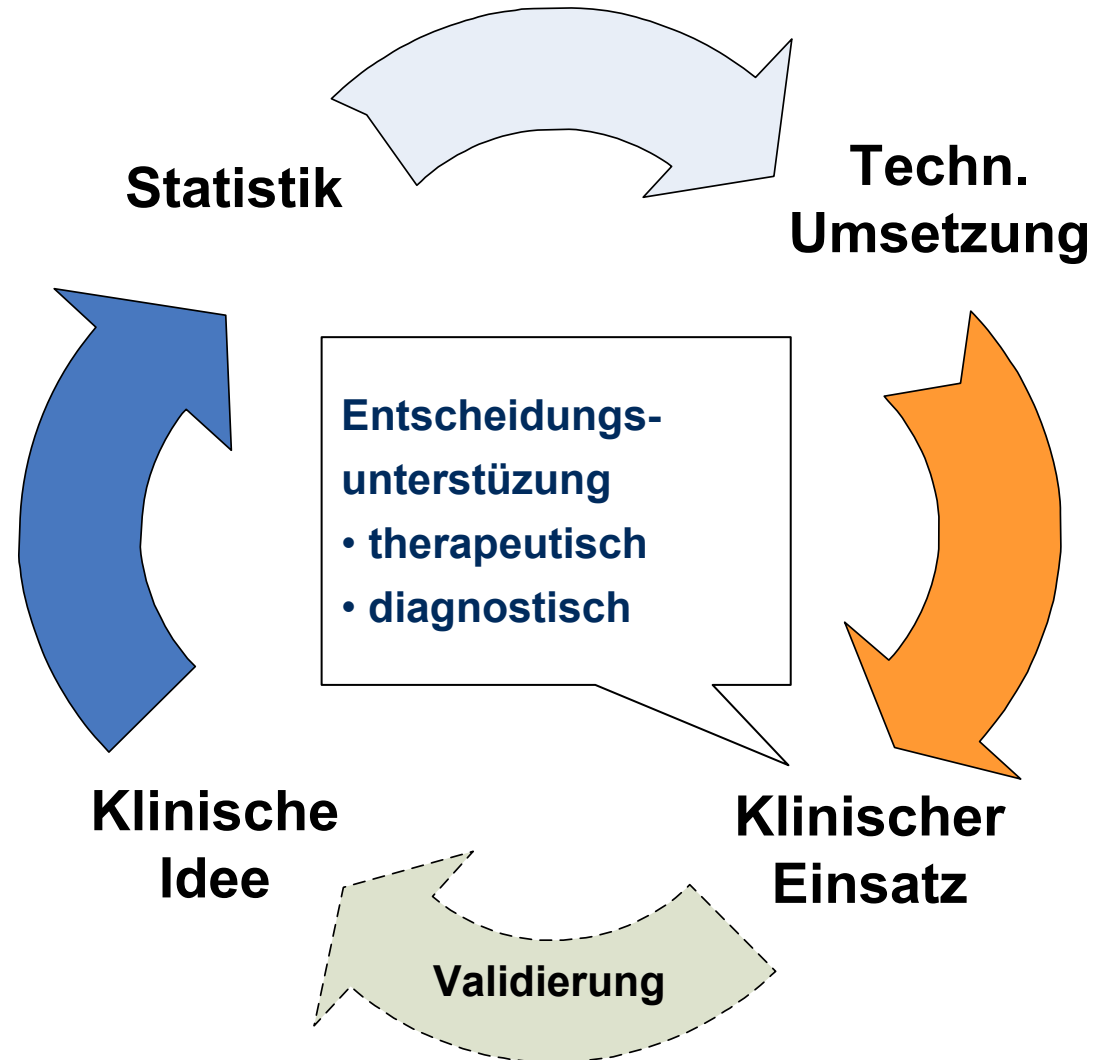 Statistik
Techn.
Umsetzung
Entscheidungs-
unterstüzung
• therapeutisch
• diagnostisch
Klinische
Idee
Klinischer
Einsatz
Validierung